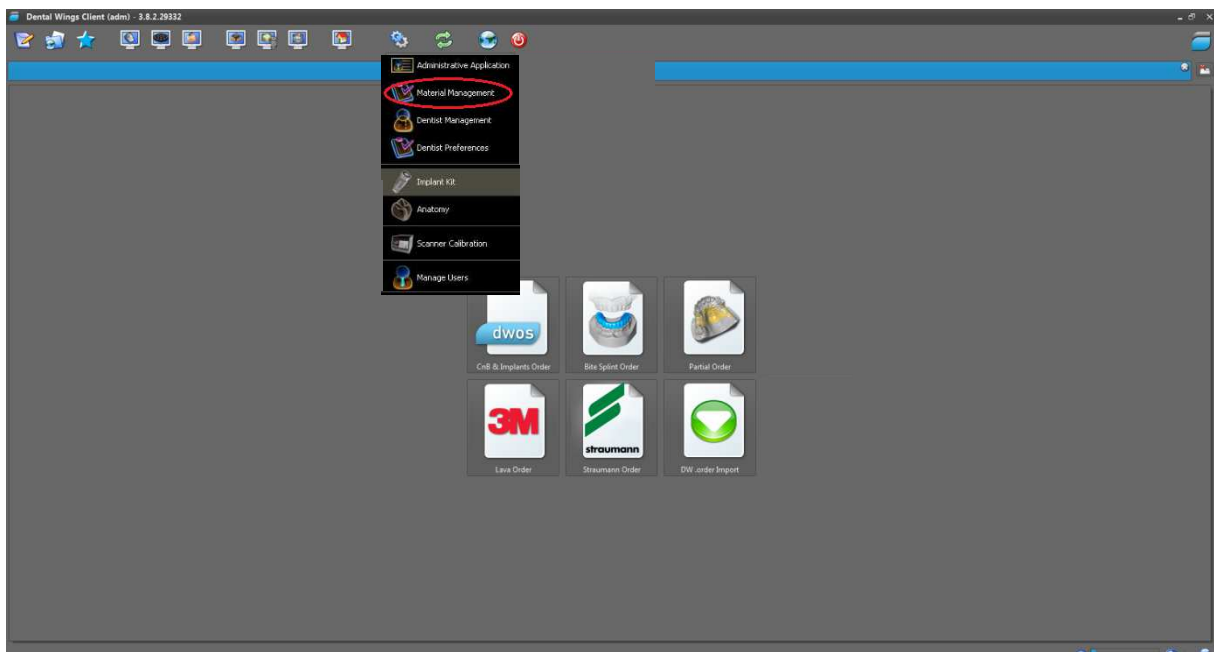 Dental Wings Client (adm) - 3.8.2.29332
Administrative Application
Material Management
Dentist Management
Dentist Preferences
Implant Kit
Anatomy
Scanner Calibration
Manage Users
dwos
CnB & Implants Order
Bite Splint Order
Partial Order
3M
straumann
Lava Order
Straumann Order
DW .order Import